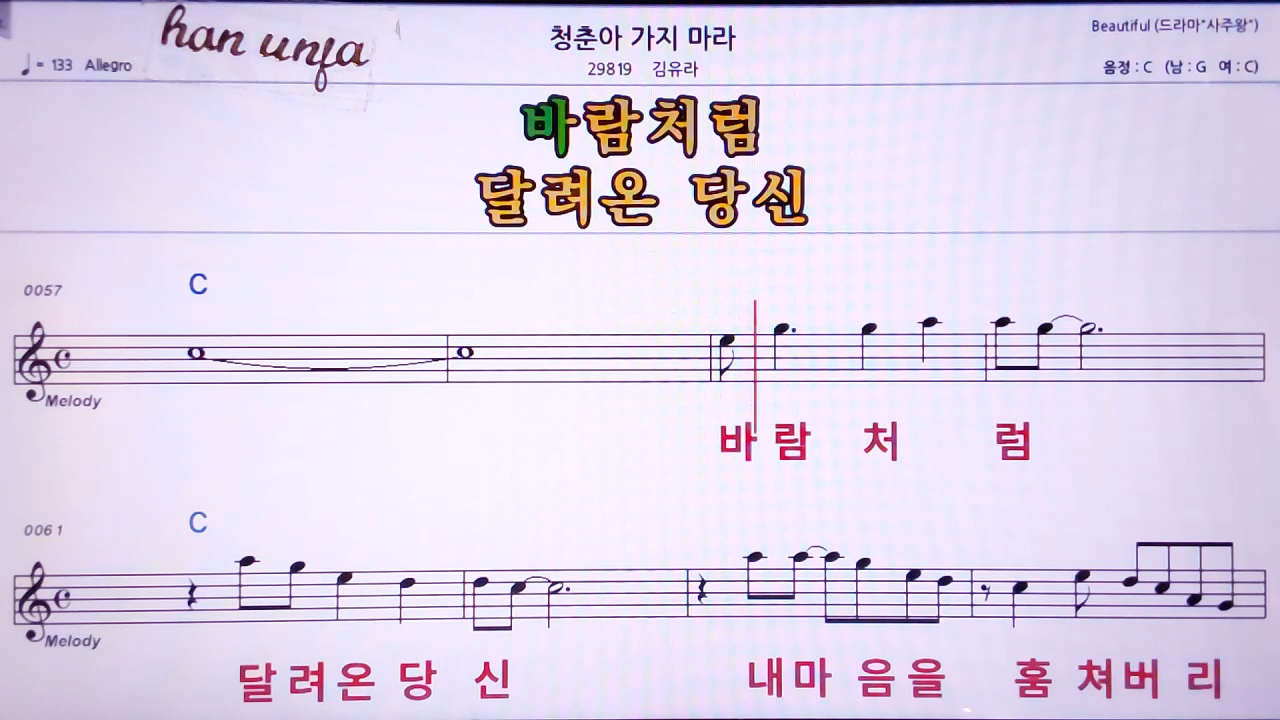 han unja
청춘아 가지 마라
Beautiful (드라마"사주왕")
♩ = 133 Allegro
29819 김유라
음정 : C (남 : G 여 : C)
바람처럼
달려온 당신
0057
C
Melody
바 람 처 럼
0061
C
Melody
달 려온 당 신 내마 음을 훔 쳐버 리